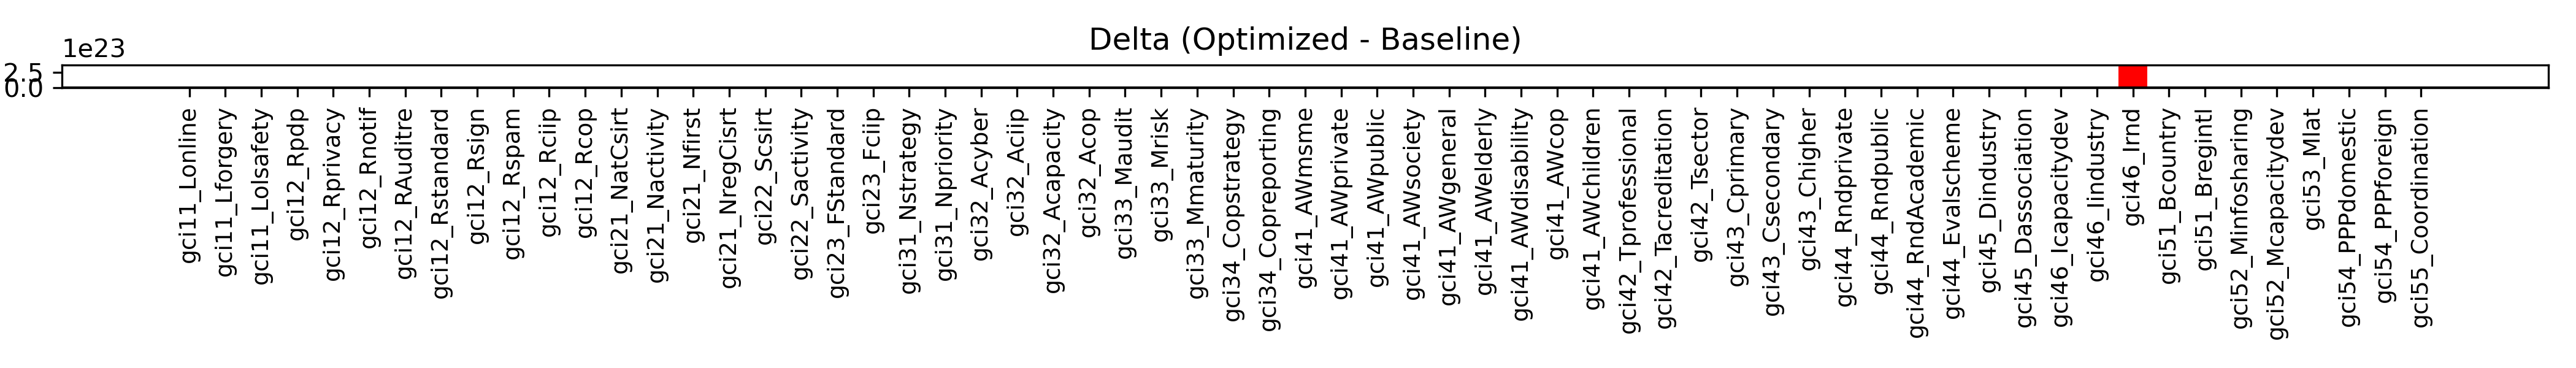 Delta (Optimized - Baseline)
1e23
2.5
0.0
gci11_Lonline
gci11_Lforgery
gci11_Lolsafety
gci12_Rpdp
gci12_Rprivacy
gci12_Rnotif
gci12_RAuditre
gci12_Rstandard
gci12_Rsign
gci12_Rspam
gci12_Rciip
gci12_Rcop
gci21_NatCsirt
gci21_Nactivity
gci21_Nfirst
gci21_NregCisrt
gci22_Scsirt
gci22_Sactivity
gci23_FStandard
gci23_Fciip
gci31_Nstrategy
gci31_Npriority
gci32_Acyber
gci32_Aciip
gci32_Acapacity
gci32_Acop
gci33_Maudit
gci33_Mrisk
gci33_Mmaturity
gci34_Copstrategy
gci34_Copreporting
gci41_AWmsme
gci41_AWprivate
gci41_AWpublic
gci41_AWsociety
gci41_AWgeneral
gci41_AWelderly
gci41_AWdisability
gci41_AWcop
gci41_AWchildren
gci42_Tprofessional
gci42_Tacreditation
gci42_Tsector
gci43_Cprimary
gci43_Csecondary
gci43_Chigher
gci44_Rndprivate
gci44_Rndpublic
gci44_RndAcademic
gci44_Evalscheme
gci45_Dindustry
gci45_Dassociation
gci46_Icapacitydev
gci46_Iindustry
gci46_Irnd
gci51_Bcountry
gci51_Bregintl
gci52_Minfosharing
gci52_Mcapacitydev
gci53_Mlat
gci54_PPPdomestic
gci54_PPPforeign
gci55_Coordination